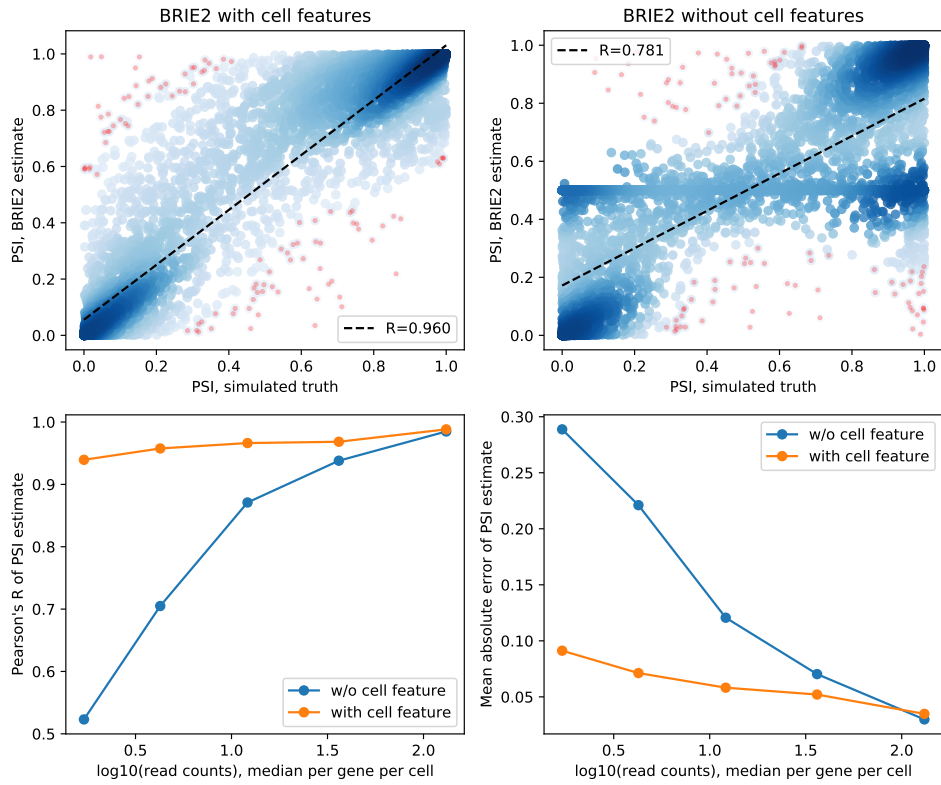 BRIE2 with cell features
PSI, BRIE2 estimate
1.0
0.8
0.6
0.4
0.2
0.0
R=0.960
0.0 0.2 0.4 0.6 0.8 1.0
PSI, simulated truth
BRIE2 without cell features
PSI, BRIE2 estimate
R=0.781
1.0
0.8
0.6
0.4
0.2
0.0
0.0 0.2 0.4 0.6 0.8 1.0
PSI, simulated truth
Pearson's R of PSI estimate
1.0
0.9
0.8
0.7
0.6
0.5
w/o cell feature
with cell feature
0.5 1.0 1.5 2.0
log10(read counts), median per gene per cell
Mean absolute error of PSI estimate
0.30
0.25
0.20
0.15
0.10
0.05
w/o cell feature
with cell feature
0.5 1.0 1.5 2.0
log10(read counts), median per gene per cell